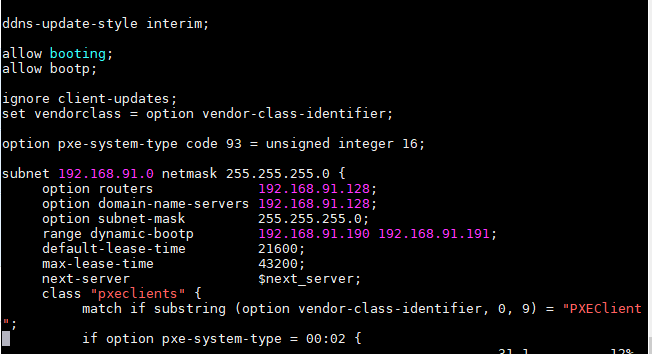 ddns-update-style interim;
allow booting;
allow bootp;
ignore client-updates;
set vendorclass = option vendor-class-identifier;
option pxe-system-type code 93 = unsigned integer 16;
subnet 192.168.91.0 netmask 255.255.255.0 {
option routers 192.168.91.128;
option domain-name-servers 192.168.91.128;
option subnet-mask 255.255.255.0;
range dynamic-bootp 192.168.91.190 192.168.91.191;
default-lease-time 21600;
max-lease-time 43200;
next-server $next_server;
class "pxeclients" {
match if substring (option vendor-class-identifier, 0, 9) = "PXEClient
";
if option pxe-system-type = 00:02 {
31,1 12%